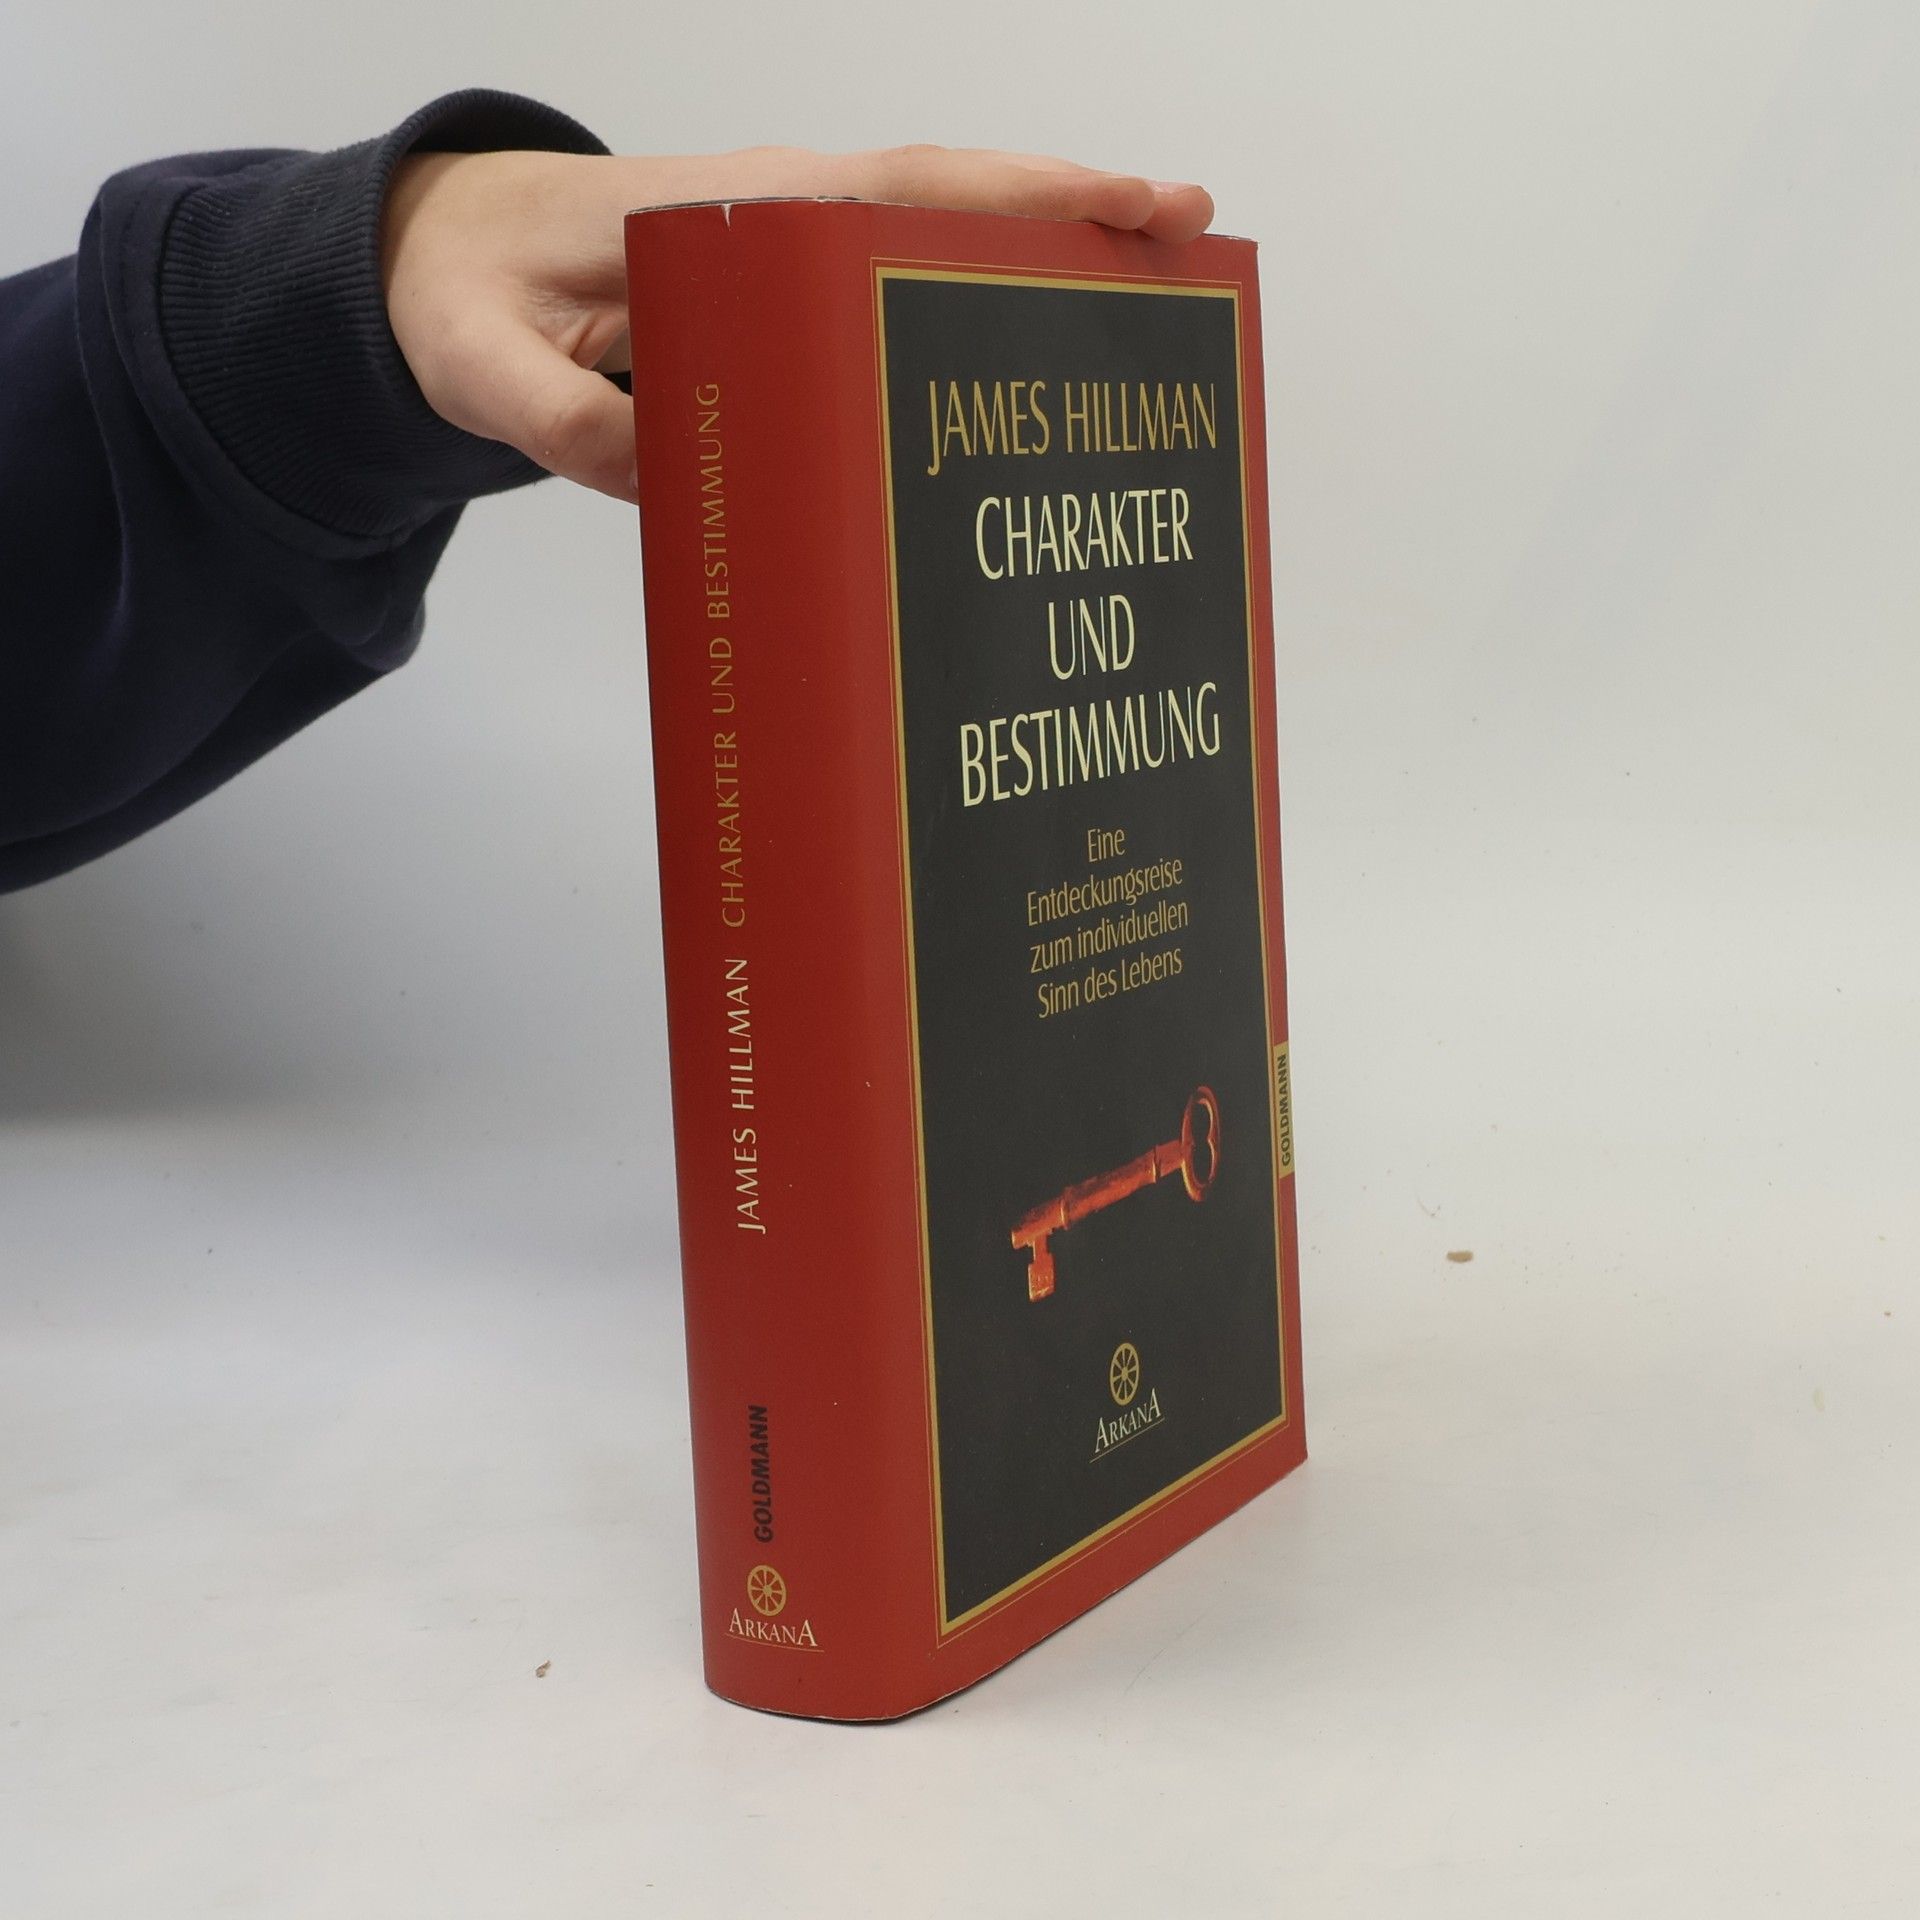 JAMES HILLMAN CHARAKTER UND BESTIMMUNG
GOLDMANN
ARKANA
JAMES HILLMAN
CHARAKTER
UND
BESTIMMUNG
Eine
Entdeckungsreise
zum individuellen
Sinn des Lebens
GOLDMANN
ARKANA